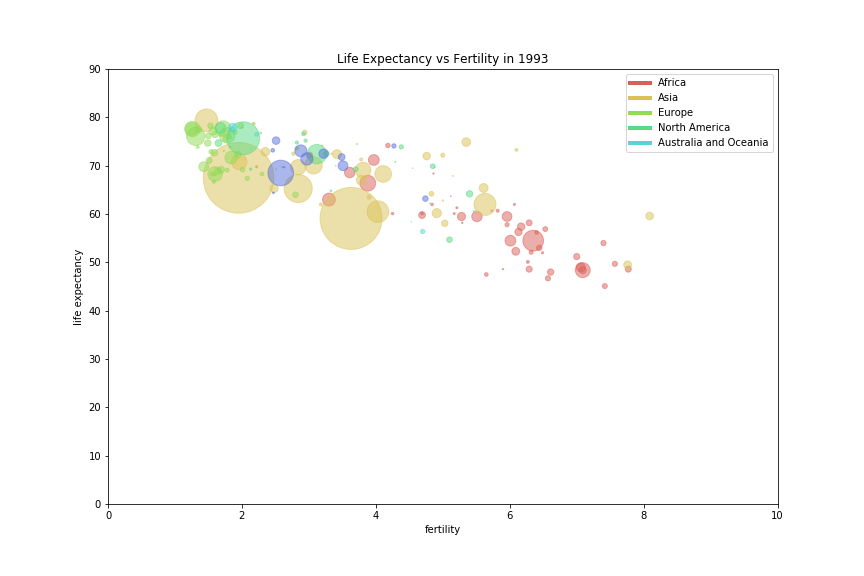 Life Expectancy vs Fertility in 1993
90
80
70
60
50
40
30
20
10
0
life expectancy
0 2 4 6 8 10
fertility
Africa
Asia
Europe
North America
Australia and Oceania